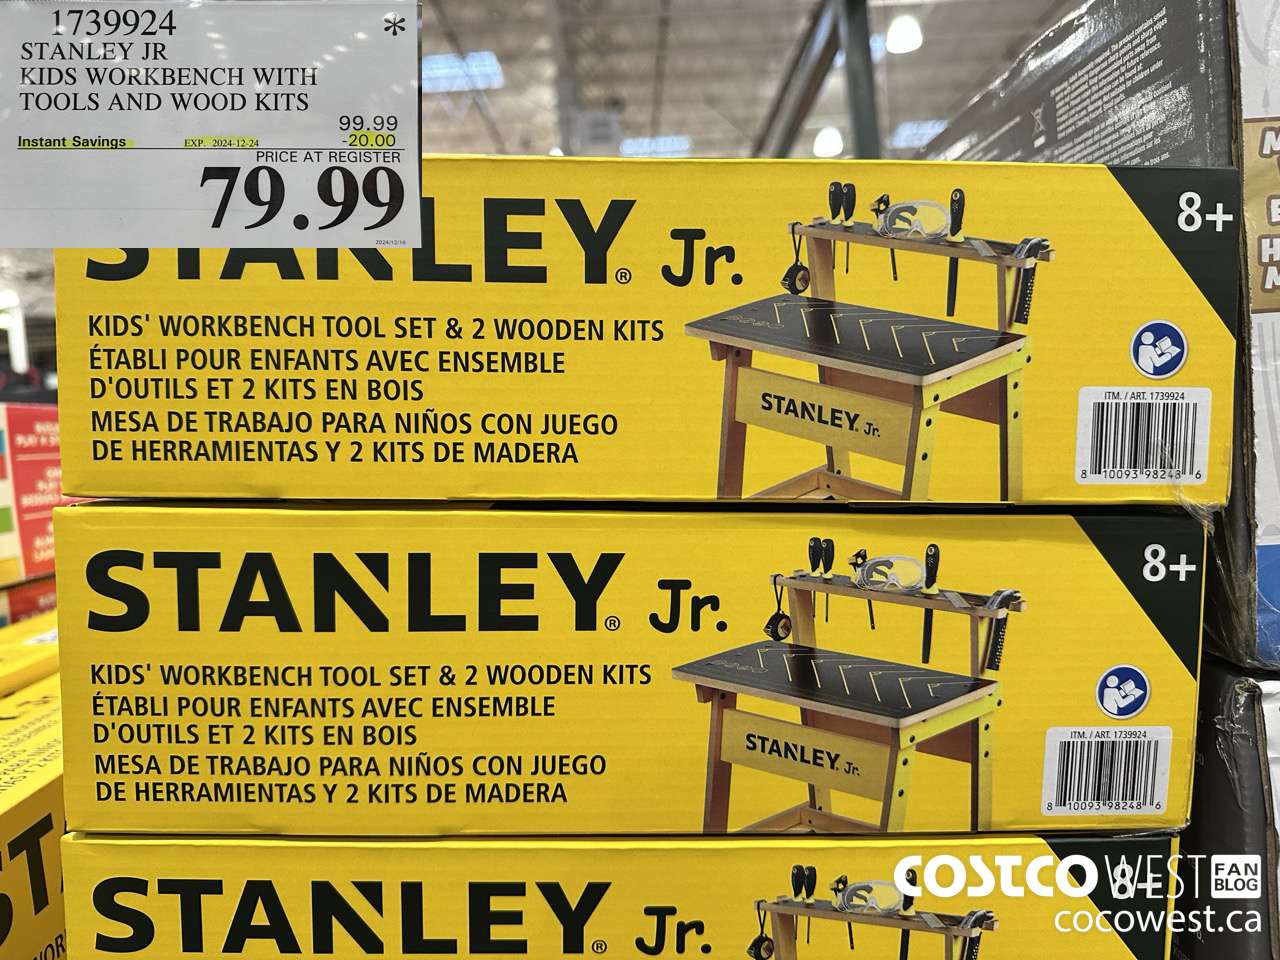 1739924 *
STANLEY JR
KIDS WORKBENCH WITH
TOOLS AND WOOD KITS
99.99
Instant Savings EXP. 2024-12-24 -20.00
PRICE AT REGISTER
79.99
2024/12/16
STANLEY® Jr.
8+
KIDS' WORKBENCH TOOL SET & 2 WOODEN KITS
ÉTABLI POUR ENFANTS AVEC ENSEMBLE
D'OUTILS ET 2 KITS EN BOIS
MESA DE TRABAJO PARA NIÑOS CON JUEGO
DE HERRAMIENTAS Y 2 KITS DE MADERA
STANLEY Jr.
ITM. / ART. 1739924
8 10093 98248 6
STANLEY® Jr.
8+
KIDS' WORKBENCH TOOL SET & 2 WOODEN KITS
ÉTABLI POUR ENFANTS AVEC ENSEMBLE
D'OUTILS ET 2 KITS EN BOIS
MESA DE TRABAJO PARA NIÑOS CON JUEGO
DE HERRAMIENTAS Y 2 KITS DE MADERA
STANLEY Jr.
ITM. / ART. 1739924
8 10093 98248 6
STANLEY® Jr.
8+
COSTCO WEST FAN BLOG
cocowest.ca